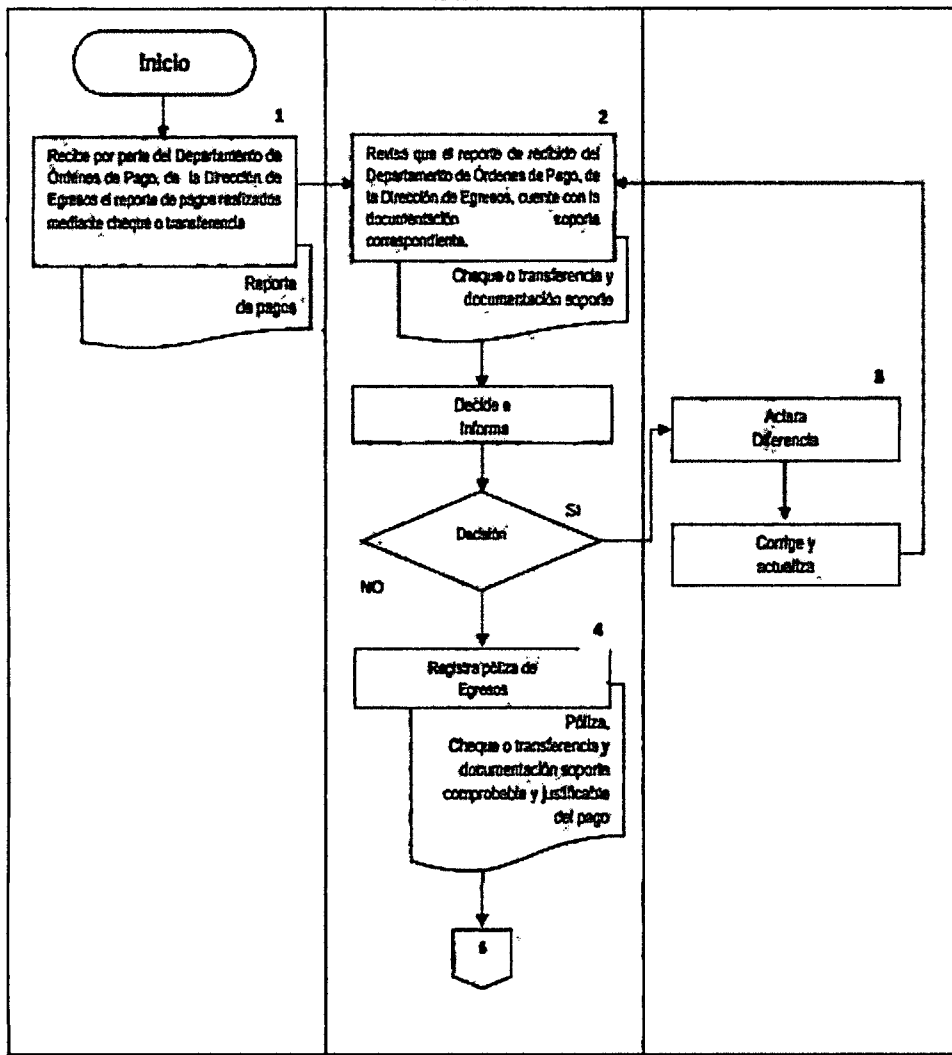 Inicio
1
Recibe por parte del Departamento de
Órdenes de Pago, de la Dirección de
Egresos el reporte de pagos realizados
mediante cheque o transferencia
Reporte
de pagos
2
Revisa que el reporte de recibido del
Departamento de Órdenes de Pago, de
la Dirección de Egresos, cuente con la
documentación soporte
correspondiente.
Cheque o transferencia y
documentación soporte
Decide e
Informa
Decisión
SI
NO
3
Aclara
Diferencia
Corrige y
actualiza
4
Registra póliza de
Egresos
Póliza,
Cheque o transferencia y
documentación soporte
comprobable y justificable
del pago